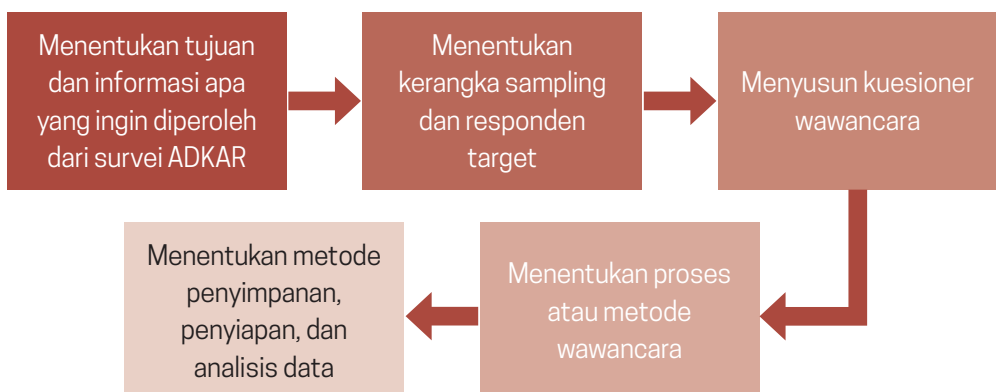 Menentukan tujuan
dan informasi apa
yang ingin diperoleh
dari survei ADKAR
Menentukan
kerangka sampling
dan responden
target
Menyusun kuesioner
wawancara
Menentukan proses
atau metode
wawancara
Menentukan metode
penyimpanan,
penyiapan, dan
analisis data